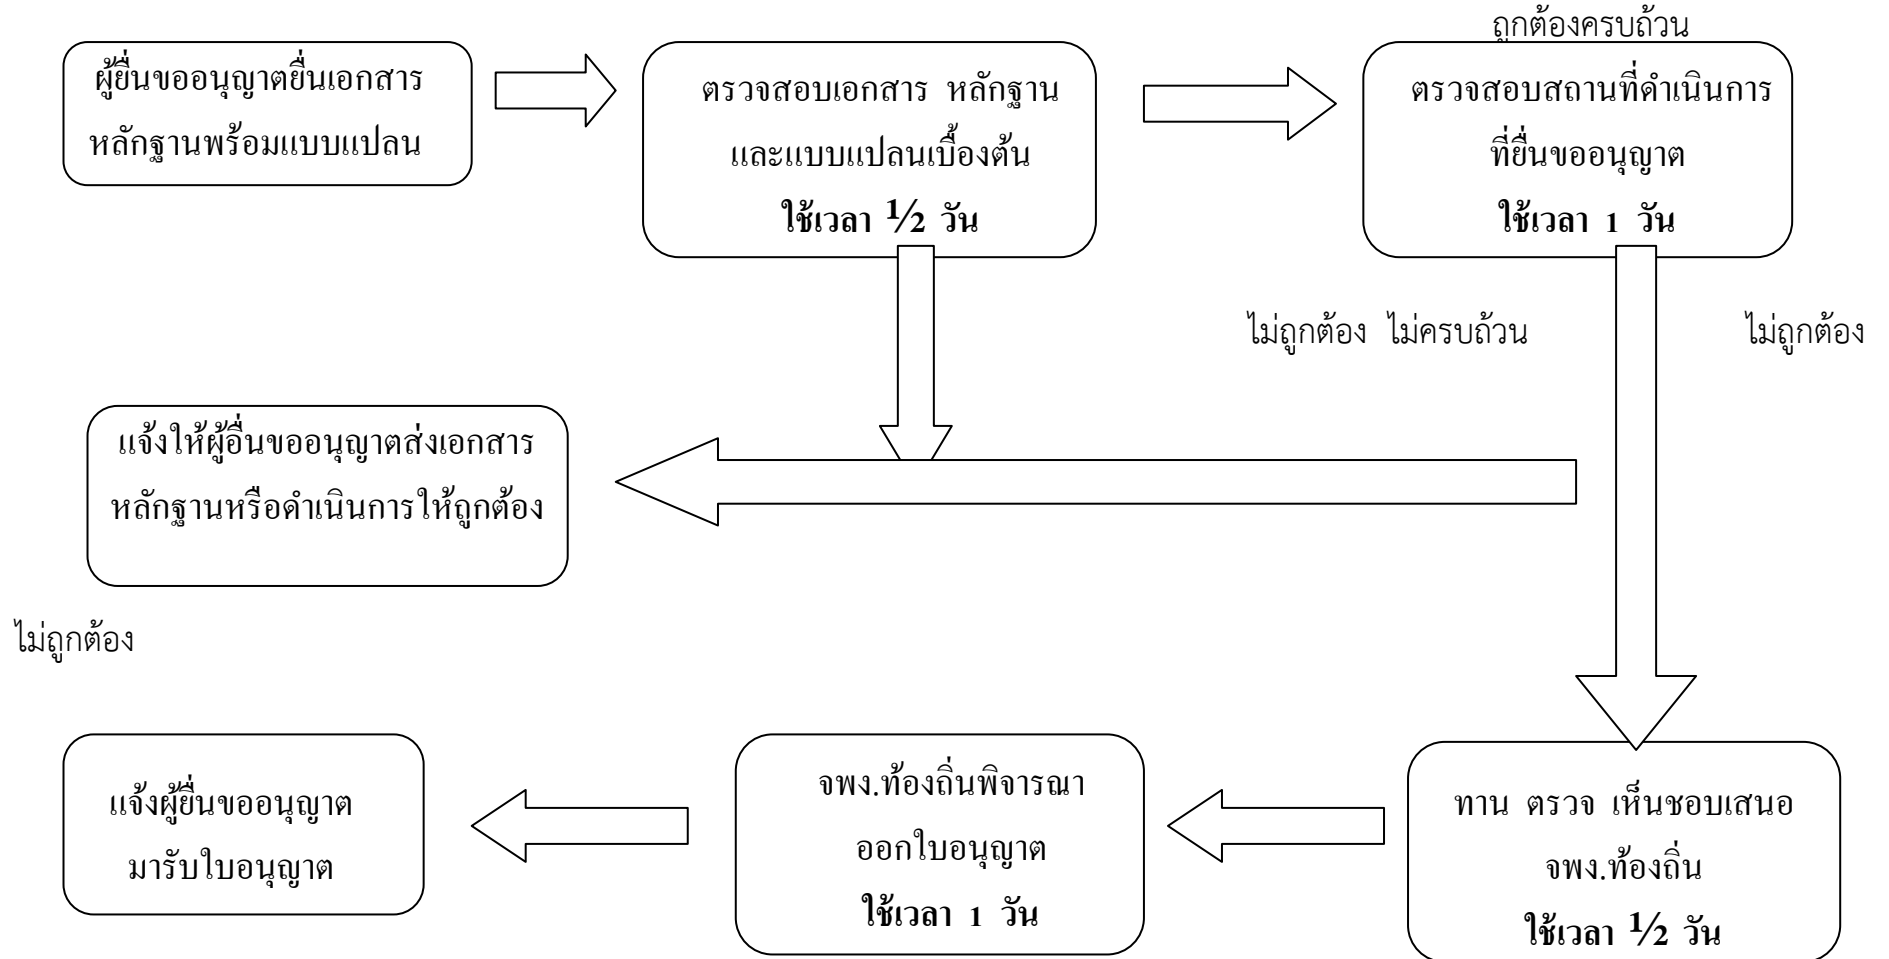 ถูกต้องครบถ้วน
ผู้ยื่นขออนุญาตยื่นเอกสาร
หลักฐานพร้อมแบบแปลน
ตรวจสอบเอกสาร หลักฐาน
และแบบแปลนเบื้องต้น
ใช้เวลา ½ วัน
ตรวจสอบสถานที่ดำเนินการ
ที่ยื่นขออนุญาต
ใช้เวลา 1 วัน
ไม่ถูกต้อง ไม่ครบถ้วน
ไม่ถูกต้อง
แจ้งให้ผู้อื่นขออนุญาตส่งเอกสาร
หลักฐานหรือดำเนินการให้ถูกต้อง
ไม่ถูกต้อง
แจ้งผู้ยื่นขออนุญาต
มารับใบอนุญาต
จพง.ท้องถิ่นพิจารณา
ออกใบอนุญาต
ใช้เวลา 1 วัน
ทาน ตรวจ เห็นชอบเสนอ
จพง.ท้องถิ่น
ใช้เวลา ½ วัน